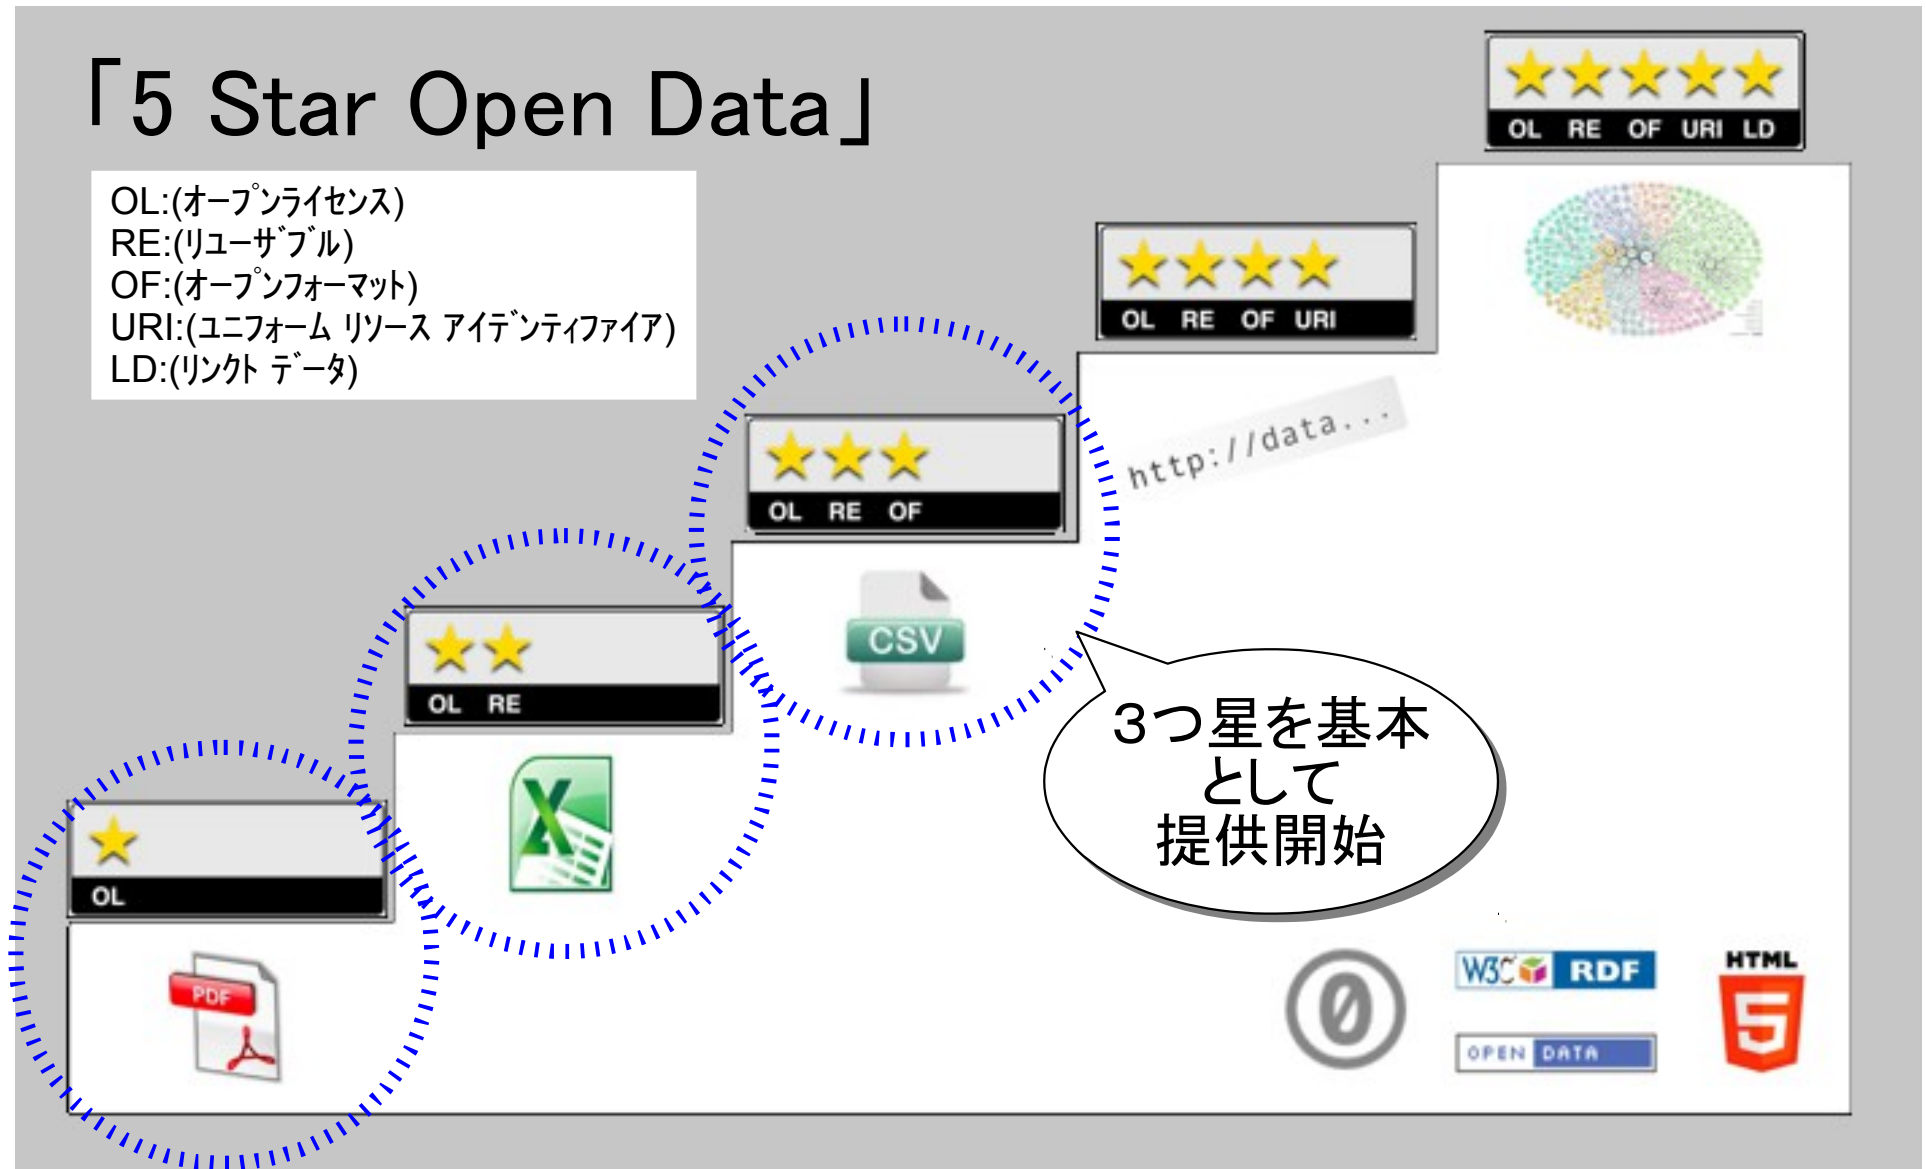 「5 Star Open Data」
OL:(オープンライセンス)
RE:(リユーザブル)
OF:(オープンフォーマット)
URI:(ユニフォーム リソース アイデンティファイア)
LD:(リンクト データ)
OL RE OF URI LD
OL RE OF URI
http://data...
OL RE OF
CSV
OL RE
OL
PDF
3つ星を基本
として
提供開始
0
W3C RDF
OPEN DATA
HTML
5